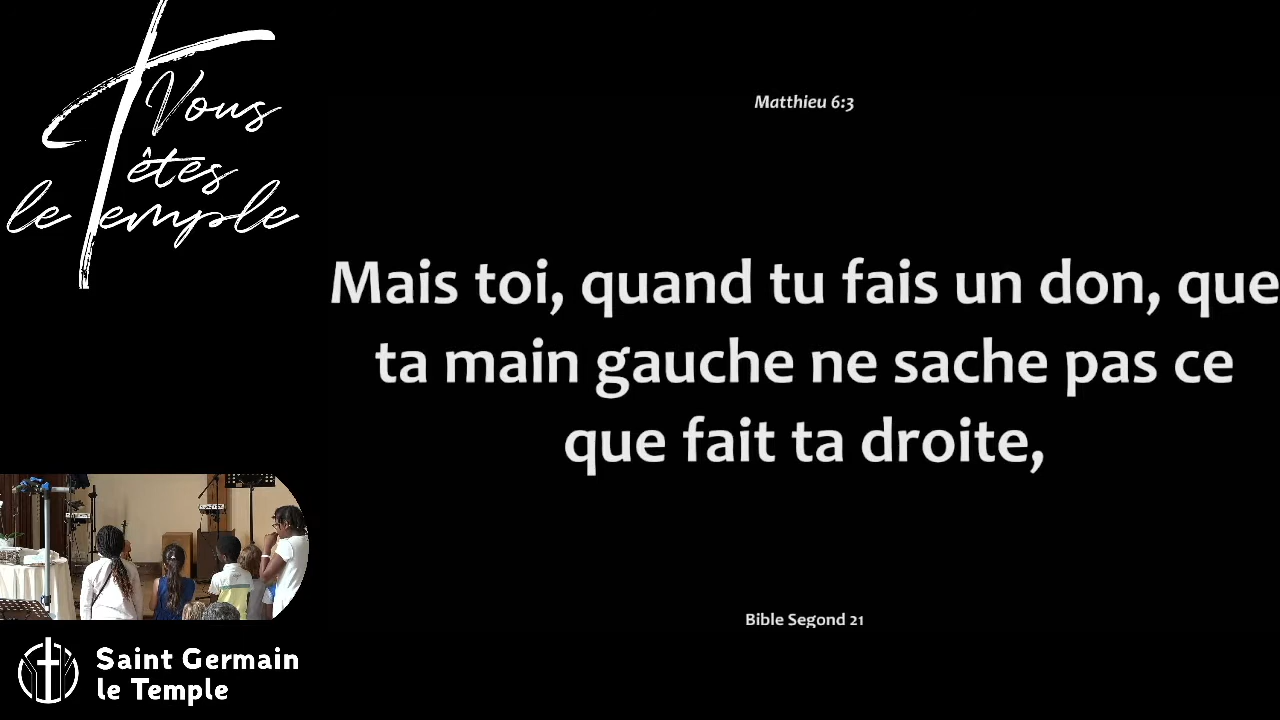 Vous
êtes
le Temple
Matthieu 6:3
Mais toi, quand tu fais un don, que
ta main gauche ne sache pas ce
que fait ta droite,
Bible Segond 21
Saint Germain
le Temple